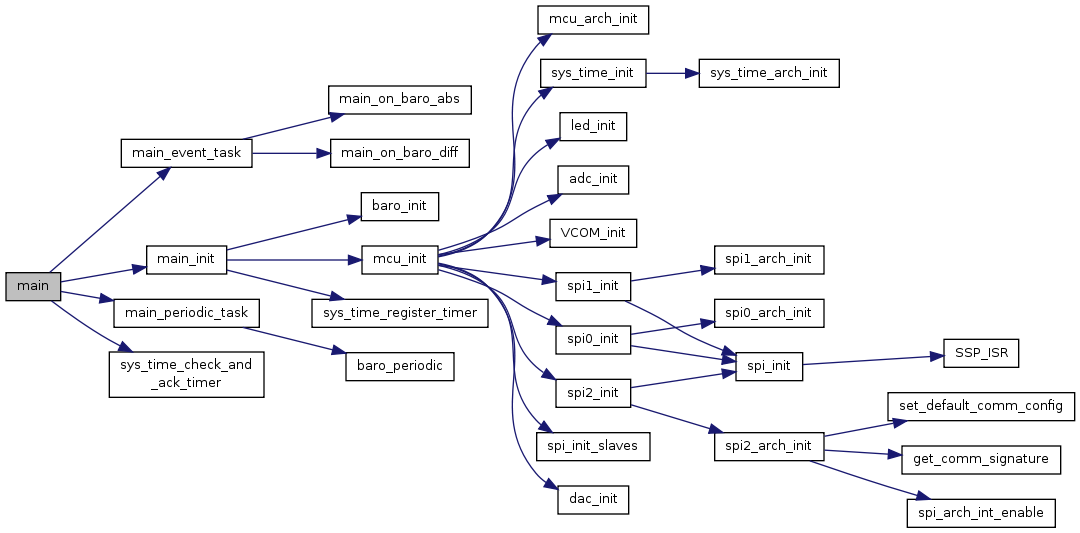 main
main_event_task
main_on_baro_abs
main_on_baro_diff
main_init
baro_init
mcu_init
mcu_arch_init
sys_time_init
sys_time_arch_init
led_init
adc_init
VCOM_init
spi1_init
spi1_arch_init
spi0_init
spi0_arch_init
spi_init
SSP_ISR
spi2_init
spi2_arch_init
set_default_comm_config
get_comm_signature
spi_arch_int_enable
spi_init_slaves
dac_init
sys_time_register_timer
main_periodic_task
baro_periodic
sys_time_check_and
_ack_timer